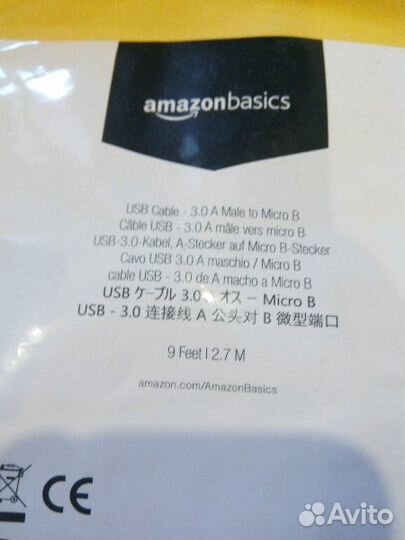 amazonbasics
USB Cable - 3.0 A Male to Micro B
Câble USB - 3.0 A mâle vers micro B
USB-3.0-Kabel, A-Stecker auf Micro B-Stecker
Cavo USB 3.0 A maschio / Micro B
cable USB - 3.0 de A macho a Micro B
USB ケーブル 3.0 オス - Micro B
USB - 3.0 连接线 A 公头对 B 微型端口
9 Feet | 2.7 M
amazon.com/AmazonBasics
CE
Avito